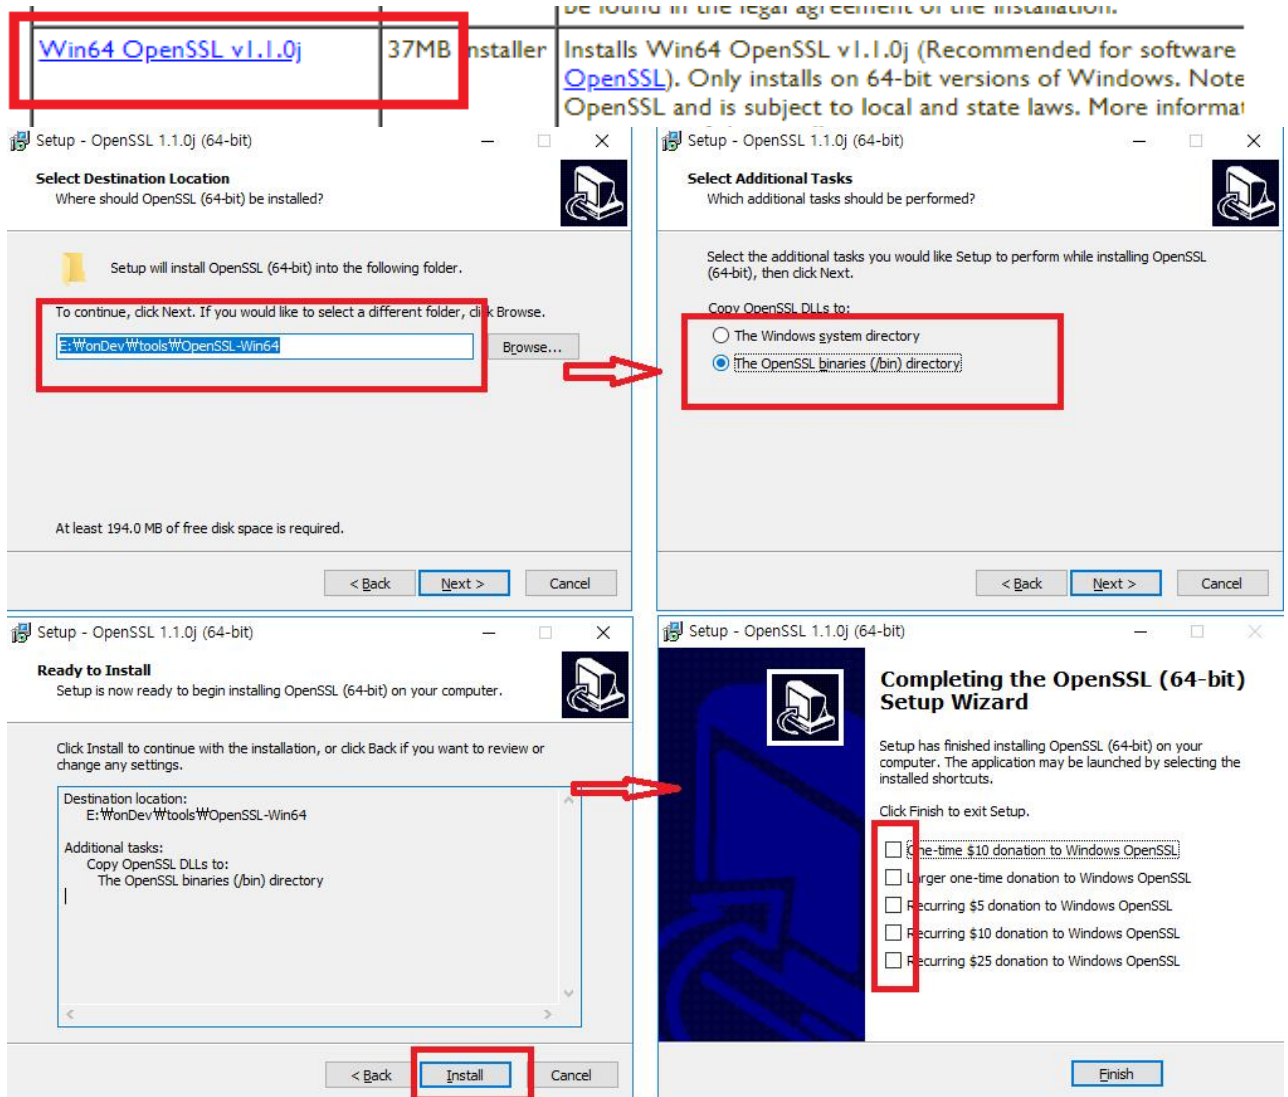 be found in the legal agreement of the installation.
Win64 OpenSSL v1.1.0j
37MB Installer
Installs Win64 OpenSSL v1.1.0j (Recommended for software
OpenSSL). Only installs on 64-bit versions of Windows. Note
OpenSSL and is subject to local and state laws. More informat
Setup - OpenSSL 1.1.0j (64-bit)
Select Destination Location
Where should OpenSSL (64-bit) be installed?
Setup will install OpenSSL (64-bit) into the following folder.
To continue, click Next. If you would like to select a different folder, click Browse.
E:₩onDev₩tools₩OpenSSL-Win64
Browse...
At least 194.0 MB of free disk space is required.
< Back
Next >
Cancel
Setup - OpenSSL 1.1.0j (64-bit)
Select Additional Tasks
Which additional tasks should be performed?
Select the additional tasks you would like Setup to perform while installing OpenSSL
(64-bit), then click Next.
Copy OpenSSL DLLs to:
The Windows system directory
The OpenSSL binaries (/bin) directory
< Back
Next >
Cancel
Setup - OpenSSL 1.1.0j (64-bit)
Ready to Install
Setup is now ready to begin installing OpenSSL (64-bit) on your computer.
Click Install to continue with the installation, or click Back if you want to review or
change any settings.
Destination location:
E:₩onDev₩tools₩OpenSSL-Win64
Additional tasks:
Copy OpenSSL DLLs to:
The OpenSSL binaries (/bin) directory
< Back
Install
Cancel
Setup - OpenSSL 1.1.0j (64-bit)
Completing the OpenSSL (64-bit)
Setup Wizard
Setup has finished installing OpenSSL (64-bit) on your
computer. The application may be launched by selecting the
installed shortcuts.
Click Finish to exit Setup.
One-time $10 donation to Windows OpenSSL
Larger one-time donation to Windows OpenSSL
Recurring $5 donation to Windows OpenSSL
Recurring $10 donation to Windows OpenSSL
Recurring $25 donation to Windows OpenSSL
Finish